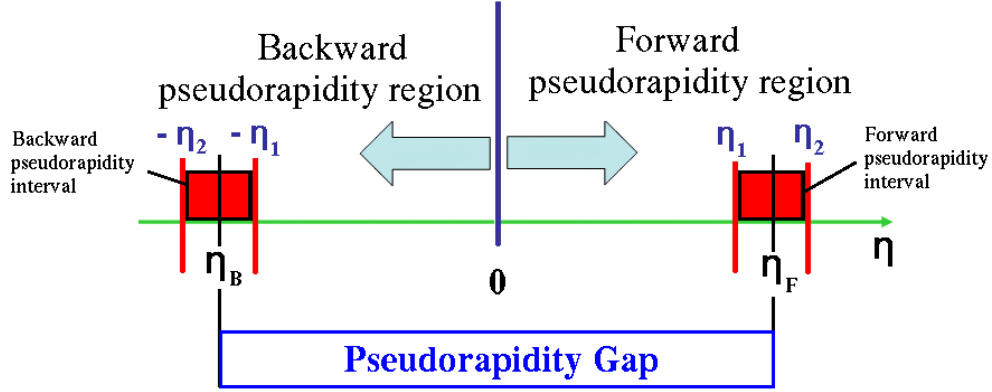 Backward
pseudorapidity region
Forward
pseudorapidity region
Backward
pseudorapidity
interval
- η2 - η1
η1 η2
Forward
pseudorapidity
interval
ηB
0
ηF
η
Pseudorapidity Gap